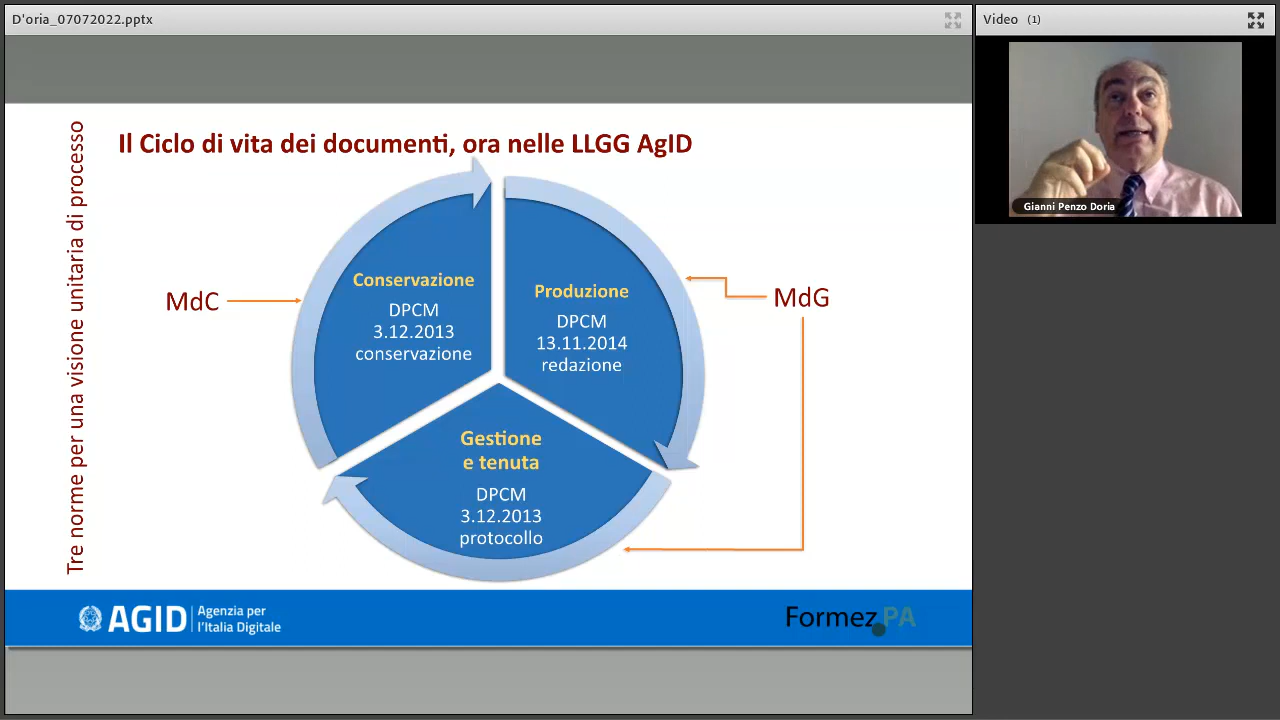 D'oria_07072022.pptx
Video (1)
Gianni Penzo Doria
Il Ciclo di vita dei documenti, ora nelle LLGG AgID
Tre norme per una visione unitaria di processo
MdC
Conservazione
DPCM
3.12.2013
conservazione
Produzione
DPCM
13.11.2014
redazione
MdG
Gestione
e tenuta
DPCM
3.12.2013
protocollo
AGID
Agenzia per
l'Italia Digitale
Formez PA